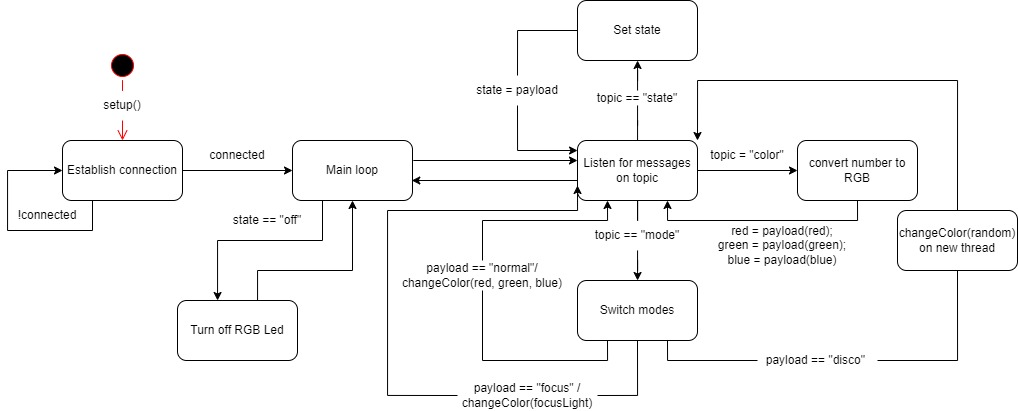 Set state
setup()
state = payload
topic == "state"
Establish connection
connected
Main loop
Listen for messages
on topic
topic = "color"
convert number to
RGB
!connected
state == "off"
topic == "mode"
red = payload(red);
green = payload(green);
blue = payload(blue)
changeColor(random)
on new thread
payload == "normal"/
changeColor(red, green, blue)
Turn off RGB Led
Switch modes
payload == "disco"
payload == "focus" /
changeColor(focusLight)